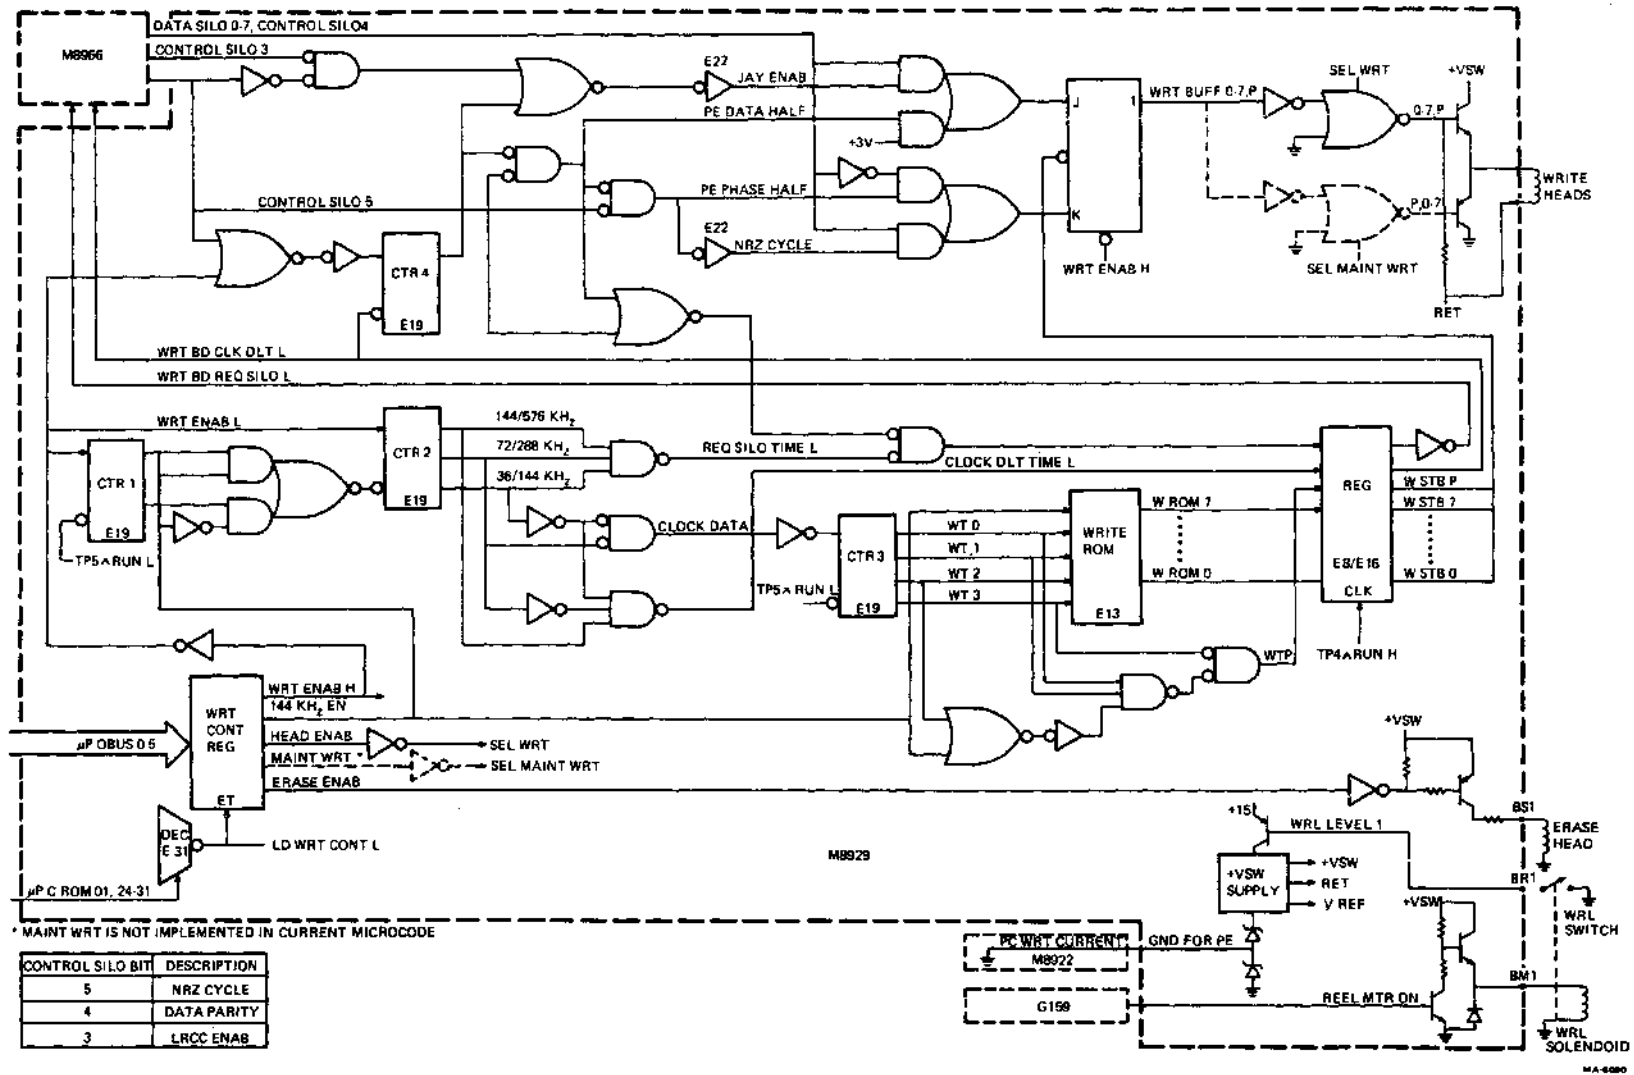 DATA SILO 0-7, CONTROL SILO4
M8966
CONTROL SILO 3
E22
JAY ENAB
PE DATA HALF
+3V
SEL WRT
+VSW
WRT BUFF 0-7,P
0-7,P
J
1
K
WRITE
HEADS
CONTROL SILO 5
PE PHASE HALF
E22
NRZ CYCLE
P,0-7
WRT ENAB H
SEL MAINT WRT
RET
CTR 4
E19
WRT BD CLK DLT L
WRT BD REQ SILO L
WRT ENAB L
CTR 1
E19
TP5∧RUN L
CTR 2
E19
144/576 KHz
72/288 KHz
36/144 KHz
REQ SILO TIME L
CLOCK DLT TIME L
CLOCK DATA
CTR 3
E19
TP5∧RUN L
WT 0
WT 1
WT 2
WT 3
WRITE
ROM
E13
W ROM 7
W ROM 0
REG
E8/E16
CLK
W STB P
W STB 7
W STB 0
TP4∧RUN H
WTP
WRT
CONT
REG
ET
WRT ENAB H
144 KHz EN
HEAD ENAB
SEL WRT
MAINT WRT *
SEL MAINT WRT
ERASE ENAB
µP OBUS 0-5
DEC
E 31
LD WRT CONT L
µP C ROM 01, 24-31
M8929
+VSW
BS1
ERASE
HEAD
+15
WRL LEVEL 1
+VSW
SUPPLY
+VSW
RET
V REF
BR1
WRL
SWITCH
+VSW
* MAINT WRT IS NOT IMPLEMENTED IN CURRENT MICROCODE
PC WRT CURRENT
M8922
GND FOR PE
G159
REEL MTR ON
BM1
WRL
SOLENDOID
CONTROL SILO BIT DESCRIPTION
5 NRZ CYCLE
4 DATA PARITY
3 LRCC ENAB